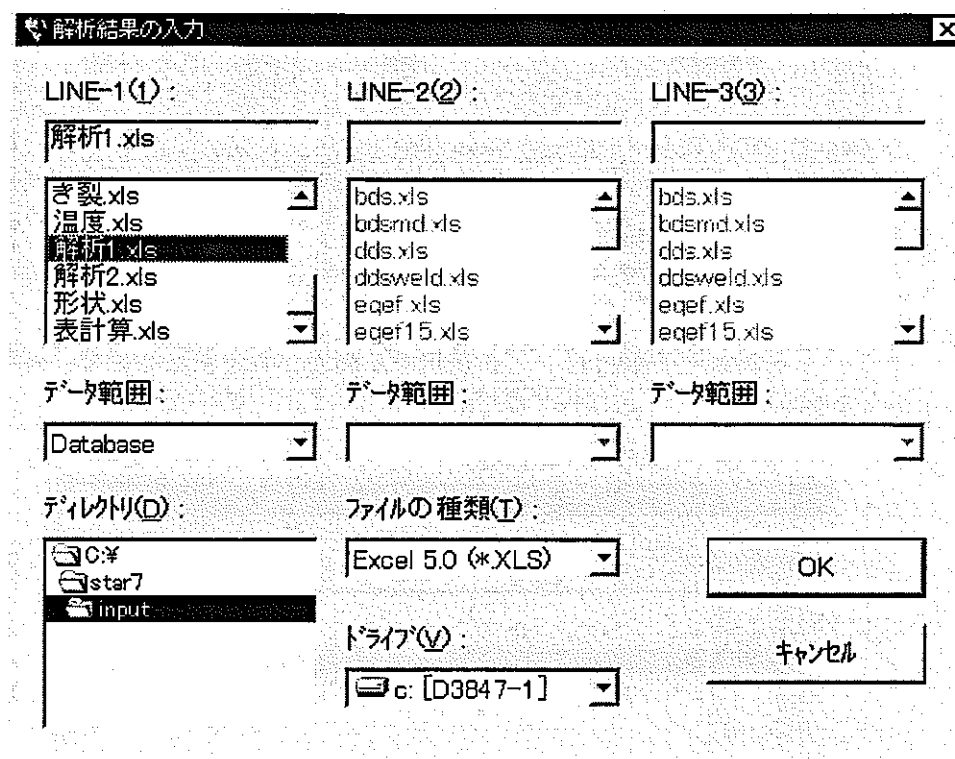 解析結果の入力
LINE-1(1) :
LINE-2(2) :
LINE-3(3) :
解析1.xls
き裂.xls
温度.xls
解析1.xls
解析2.xls
形状.xls
表計算.xls
bds.xls
bdsmd.xls
dds.xls
ddsweld.xls
eqef.xls
eqef15.xls
bds.xls
bdsmd.xls
dds.xls
ddsweld.xls
eqef.xls
eqef15.xls
データ範囲 :
データ範囲 :
データ範囲 :
Database
ディレクトリ(D) :
ファイルの種類(T) :
C:¥
star7
input
Excel 5.0 (*.XLS)
OK
ドライブ(V) :
キャンセル
c: [D3847-1]